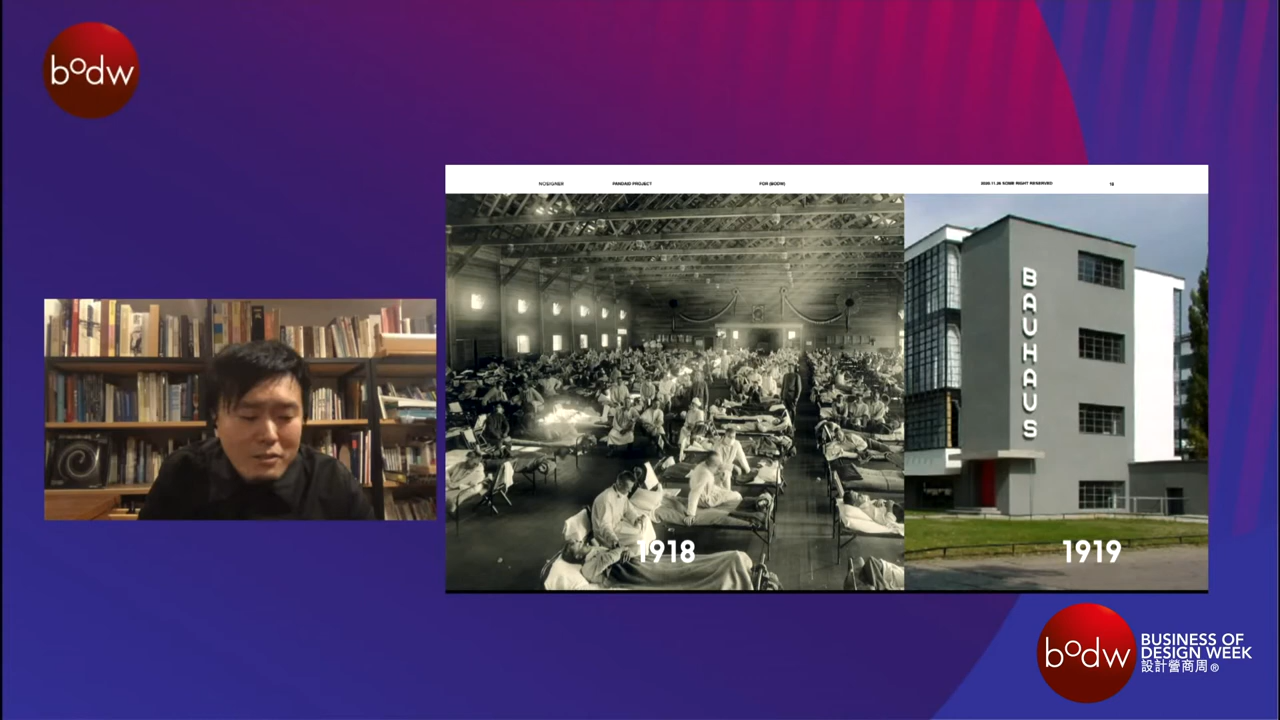 bodw
NOSIGNER PANDAID PROJECT FOR (BODW) 2020.11.26 SOME RIGHT RESERVED 16
BAUHAUS
1918
1919
bodw
BUSINESS OF
DESIGN WEEK
設計營商周®